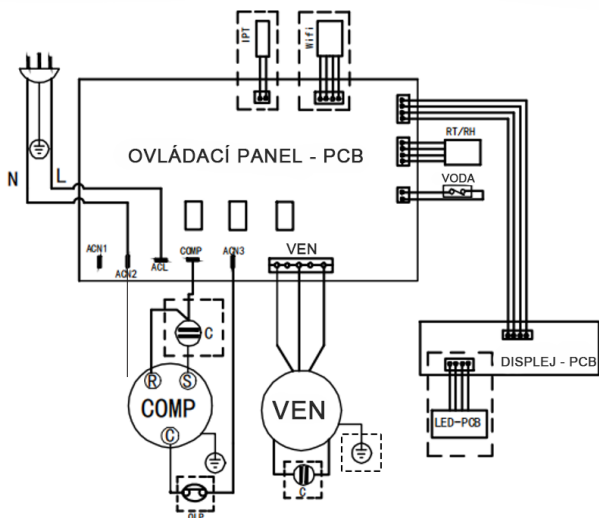 IPT
Wifi
OVLÁDACÍ PANEL - PCB
RT/RH
VODA
N
L
ACN1
ACN2
ACL
COMP
ACN3
VEN
C
R
S
COMP
C
OLP
VEN
C
DISPLEJ - PCB
LED-PCB